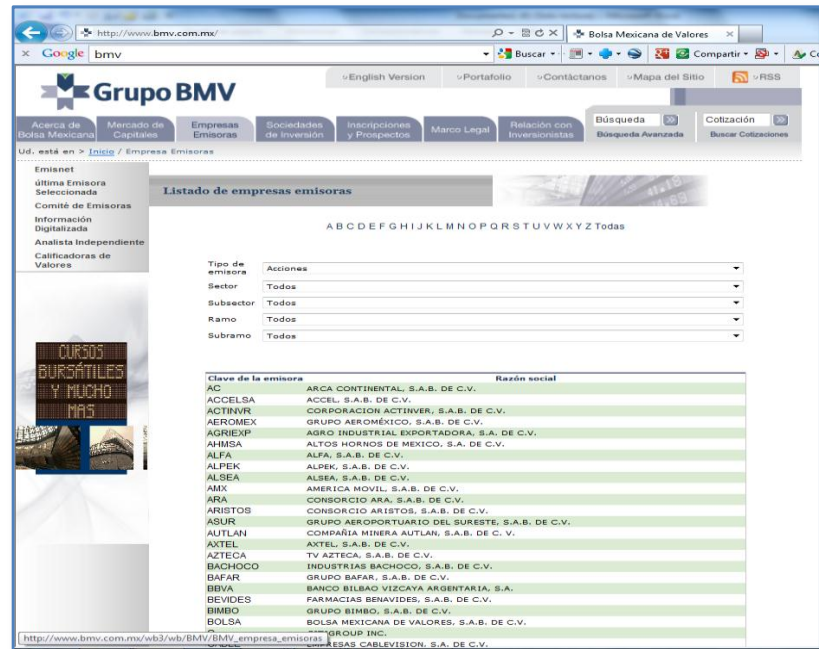 http://www.bmv.com.mx/
Bolsa Mexicana de Valores
Google bmv
Buscar
Compartir
English Version Portafolio Contáctanos Mapa del Sitio RSS
Grupo BMV
Acerca de Bolsa Mexicana
Mercado de Capitales
Empresas Emisoras
Sociedades de Inversión
Inscripciones y Prospectos
Marco Legal
Relación con Inversionistas
Búsqueda
Búsqueda Avanzada
Cotización
Buscar Cotizaciones
Ud. está en > Inicio / Empresa Emisoras
Emisnet
última Emisora
Seleccionada
Comité de Emisoras
Información
Digitalizada
Analista Independiente
Calificadoras de
Valores
CURSOS
BURSÁTILES
Y MUCHO
MAS
Listado de empresas emisoras
A B C D E F G H I J K L M N O P Q R S T U V W X Y Z Todas
Tipo de emisora Acciones
Sector Todos
Subsector Todos
Ramo Todos
Subramo Todos
Clave de la emisora Razón social
AC ARCA CONTINENTAL, S.A.B. DE C.V.
ACCELSA ACCEL, S.A.B. DE C.V.
ACTINVR CORPORACION ACTINVER, S.A.B. DE C.V.
AEROMEX GRUPO AEROMÉXICO, S.A.B. DE C.V.
AGRIEXP AGRO INDUSTRIAL EXPORTADORA, S.A. DE C.V.
AHMSA ALTOS HORNOS DE MEXICO, S.A. DE C.V.
ALFA ALFA, S.A.B. DE C.V.
ALPEK ALPEK, S.A.B. DE C.V.
ALSEA ALSEA, S.A.B. DE C.V.
AMX AMERICA MOVIL, S.A.B. DE C.V.
ARA CONSORCIO ARA, S.A.B. DE C.V.
ARISTOS CONSORCIO ARISTOS, S.A.B. DE C.V.
ASUR GRUPO AEROPORTUARIO DEL SURESTE, S.A.B. DE C.V.
AUTLAN COMPAÑIA MINERA AUTLAN, S.A.B. DE C. V.
AXTEL AXTEL, S.A.B. DE C.V.
AZTECA TV AZTECA, S.A.B. DE C.V.
BACHOCO INDUSTRIAS BACHOCO, S.A.B. DE C.V.
BAFAR GRUPO BAFAR, S.A.B. DE C.V.
BBVA BANCO BILBAO VIZCAYA ARGENTARIA, S.A.
BEVIDES FARMACIAS BENAVIDES, S.A.B. DE C.V.
BIMBO GRUPO BIMBO, S.A.B. DE C.V.
BOLSA BOLSA MEXICANA DE VALORES, S.A.B. DE C.V.
INC.
CABLEVISION, S.A. DE C.V.
http://www.bmv.com.mx/wb3/wb/BMV/BMV_empresa_emisoras